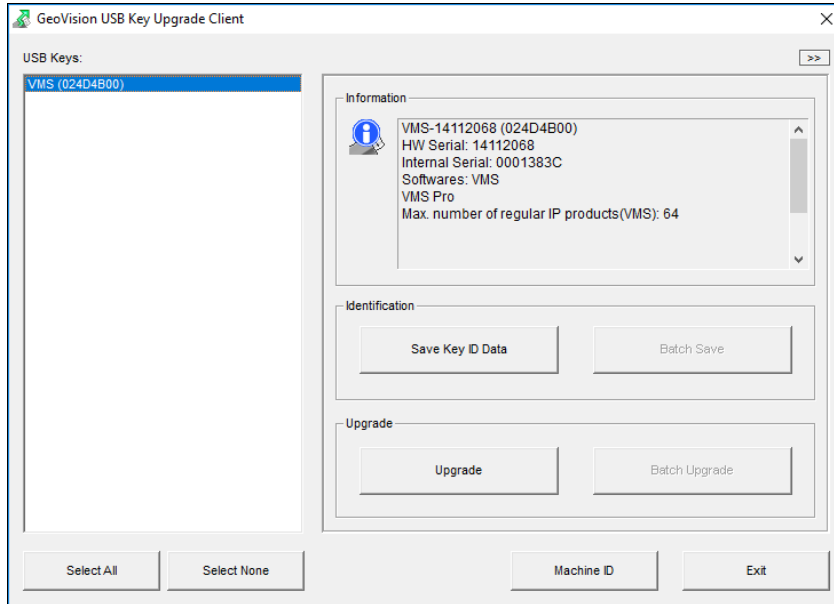 GeoVision USB Key Upgrade Client
USB Keys:
>>
VMS (024D4B00)
Information
VMS-14112068 (024D4B00)
HW Serial: 14112068
Internal Serial: 0001383C
Softwares: VMS
VMS Pro
Max. number of regular IP products(VMS): 64
Identification
Save Key ID Data
Batch Save
Upgrade
Upgrade
Batch Upgrade
Select All
Select None
Machine ID
Exit